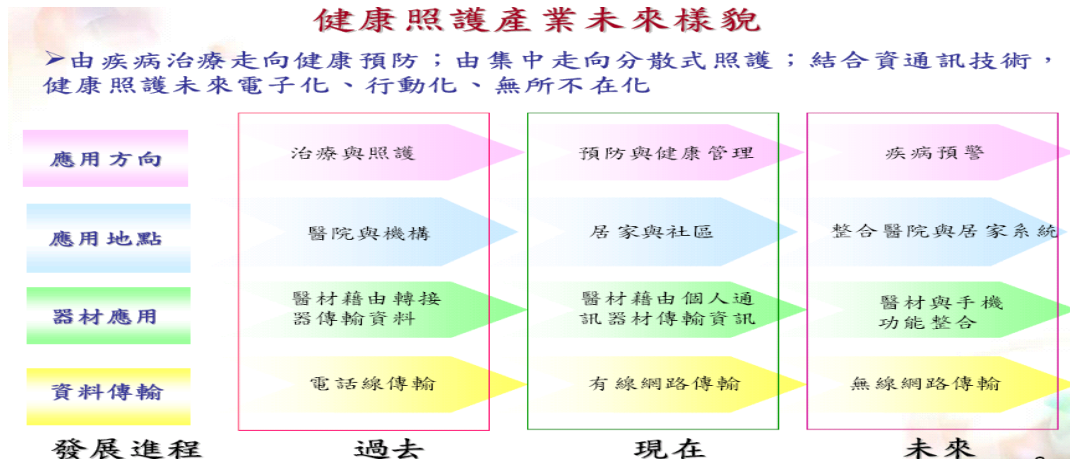 健康照護產業未來樣貌
➢由疾病治療走向健康預防；由集中走向分散式照護；結合資通訊技術，
健康照護未來電子化、行動化、無所不在化
應用方向
治療與照護
預防與健康管理
疾病預警
應用地點
醫院與機構
居家與社區
整合醫院與居家系統
器材應用
醫材藉由轉接
器傳輸資料
醫材藉由個人通
訊器材傳輸資訊
醫材與手機
功能整合
資料傳輸
電話線傳輸
有線網路傳輸
無線網路傳輸
發展進程
過去
現在
未來